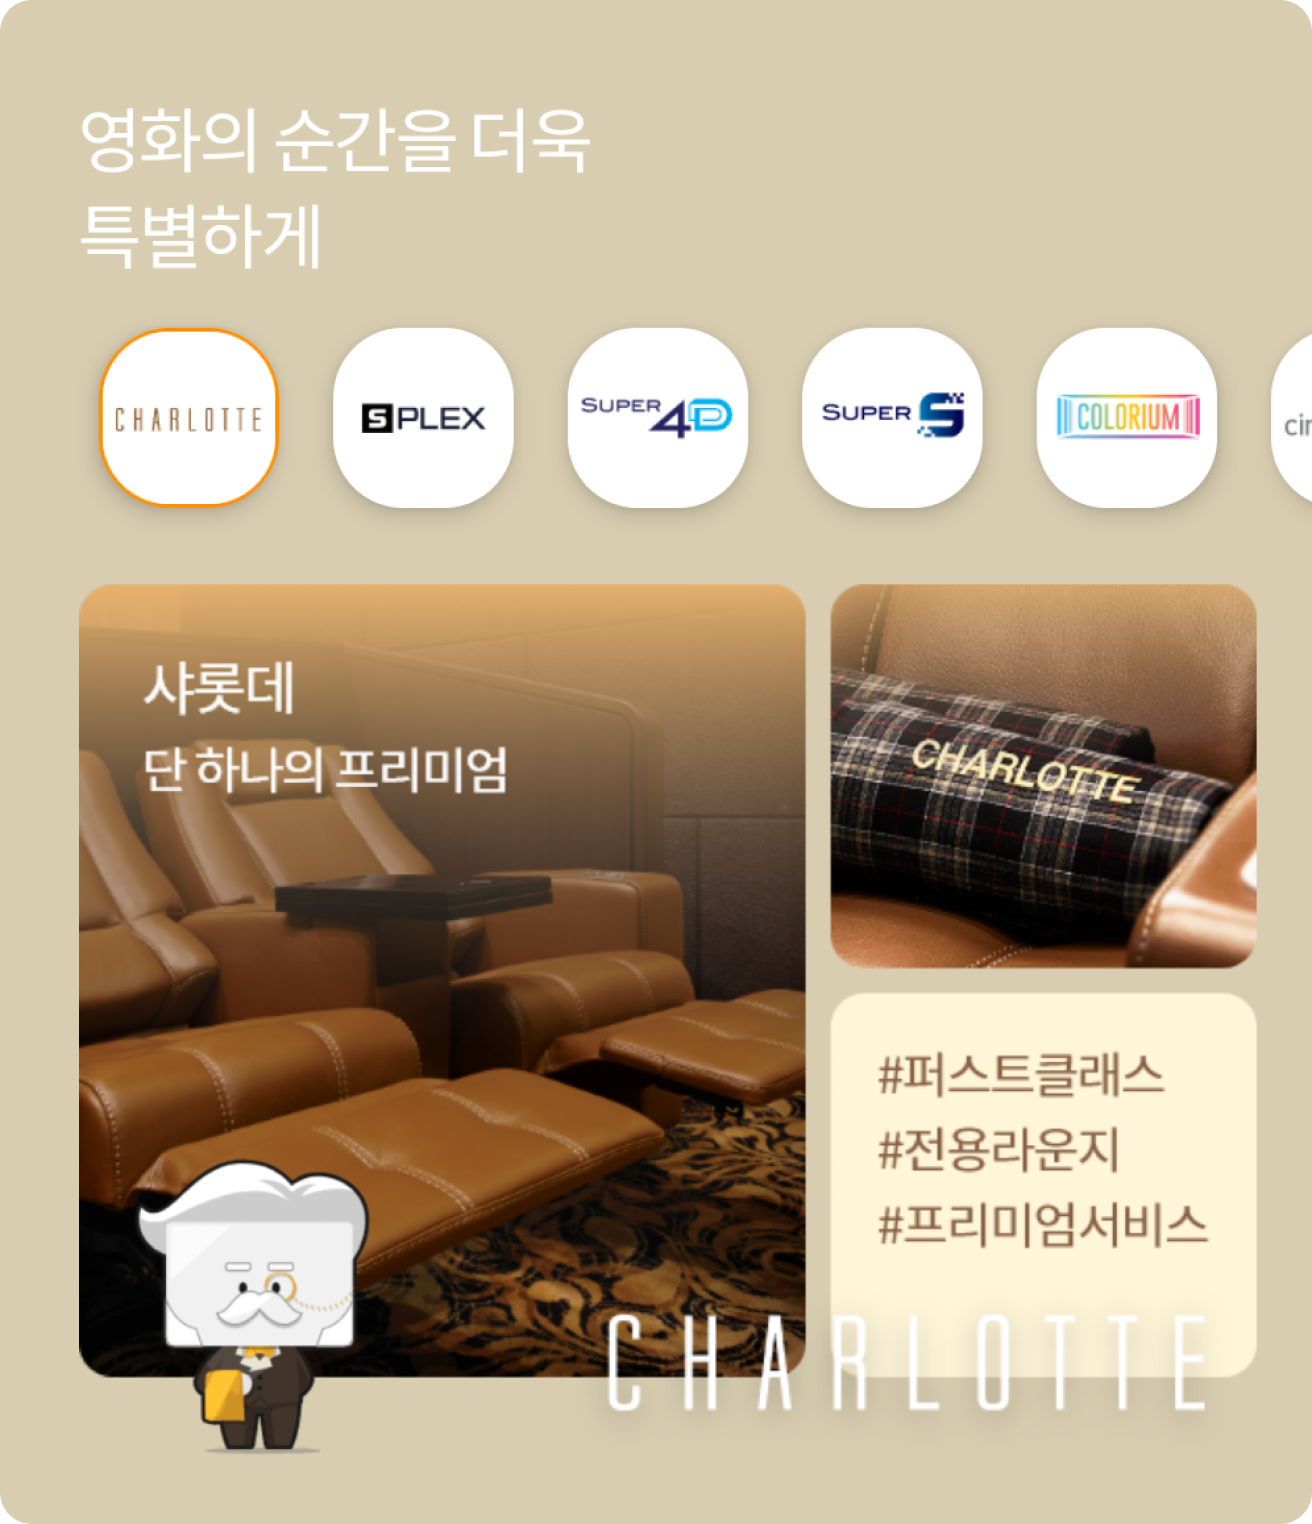 영화의 순간을 더욱
특별하게
CHARLOTTE
S PLEX
SUPER 4D
SUPER S
COLORIUM
샤롯데
단 하나의 프리미엄
CHARLOTTE
#퍼스트클래스
#전용라운지
#프리미엄서비스
CHARLOTTE